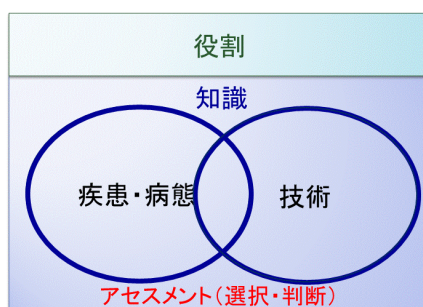 役割
知識
疾患・病態
技術
アセスメント（選択・判断）